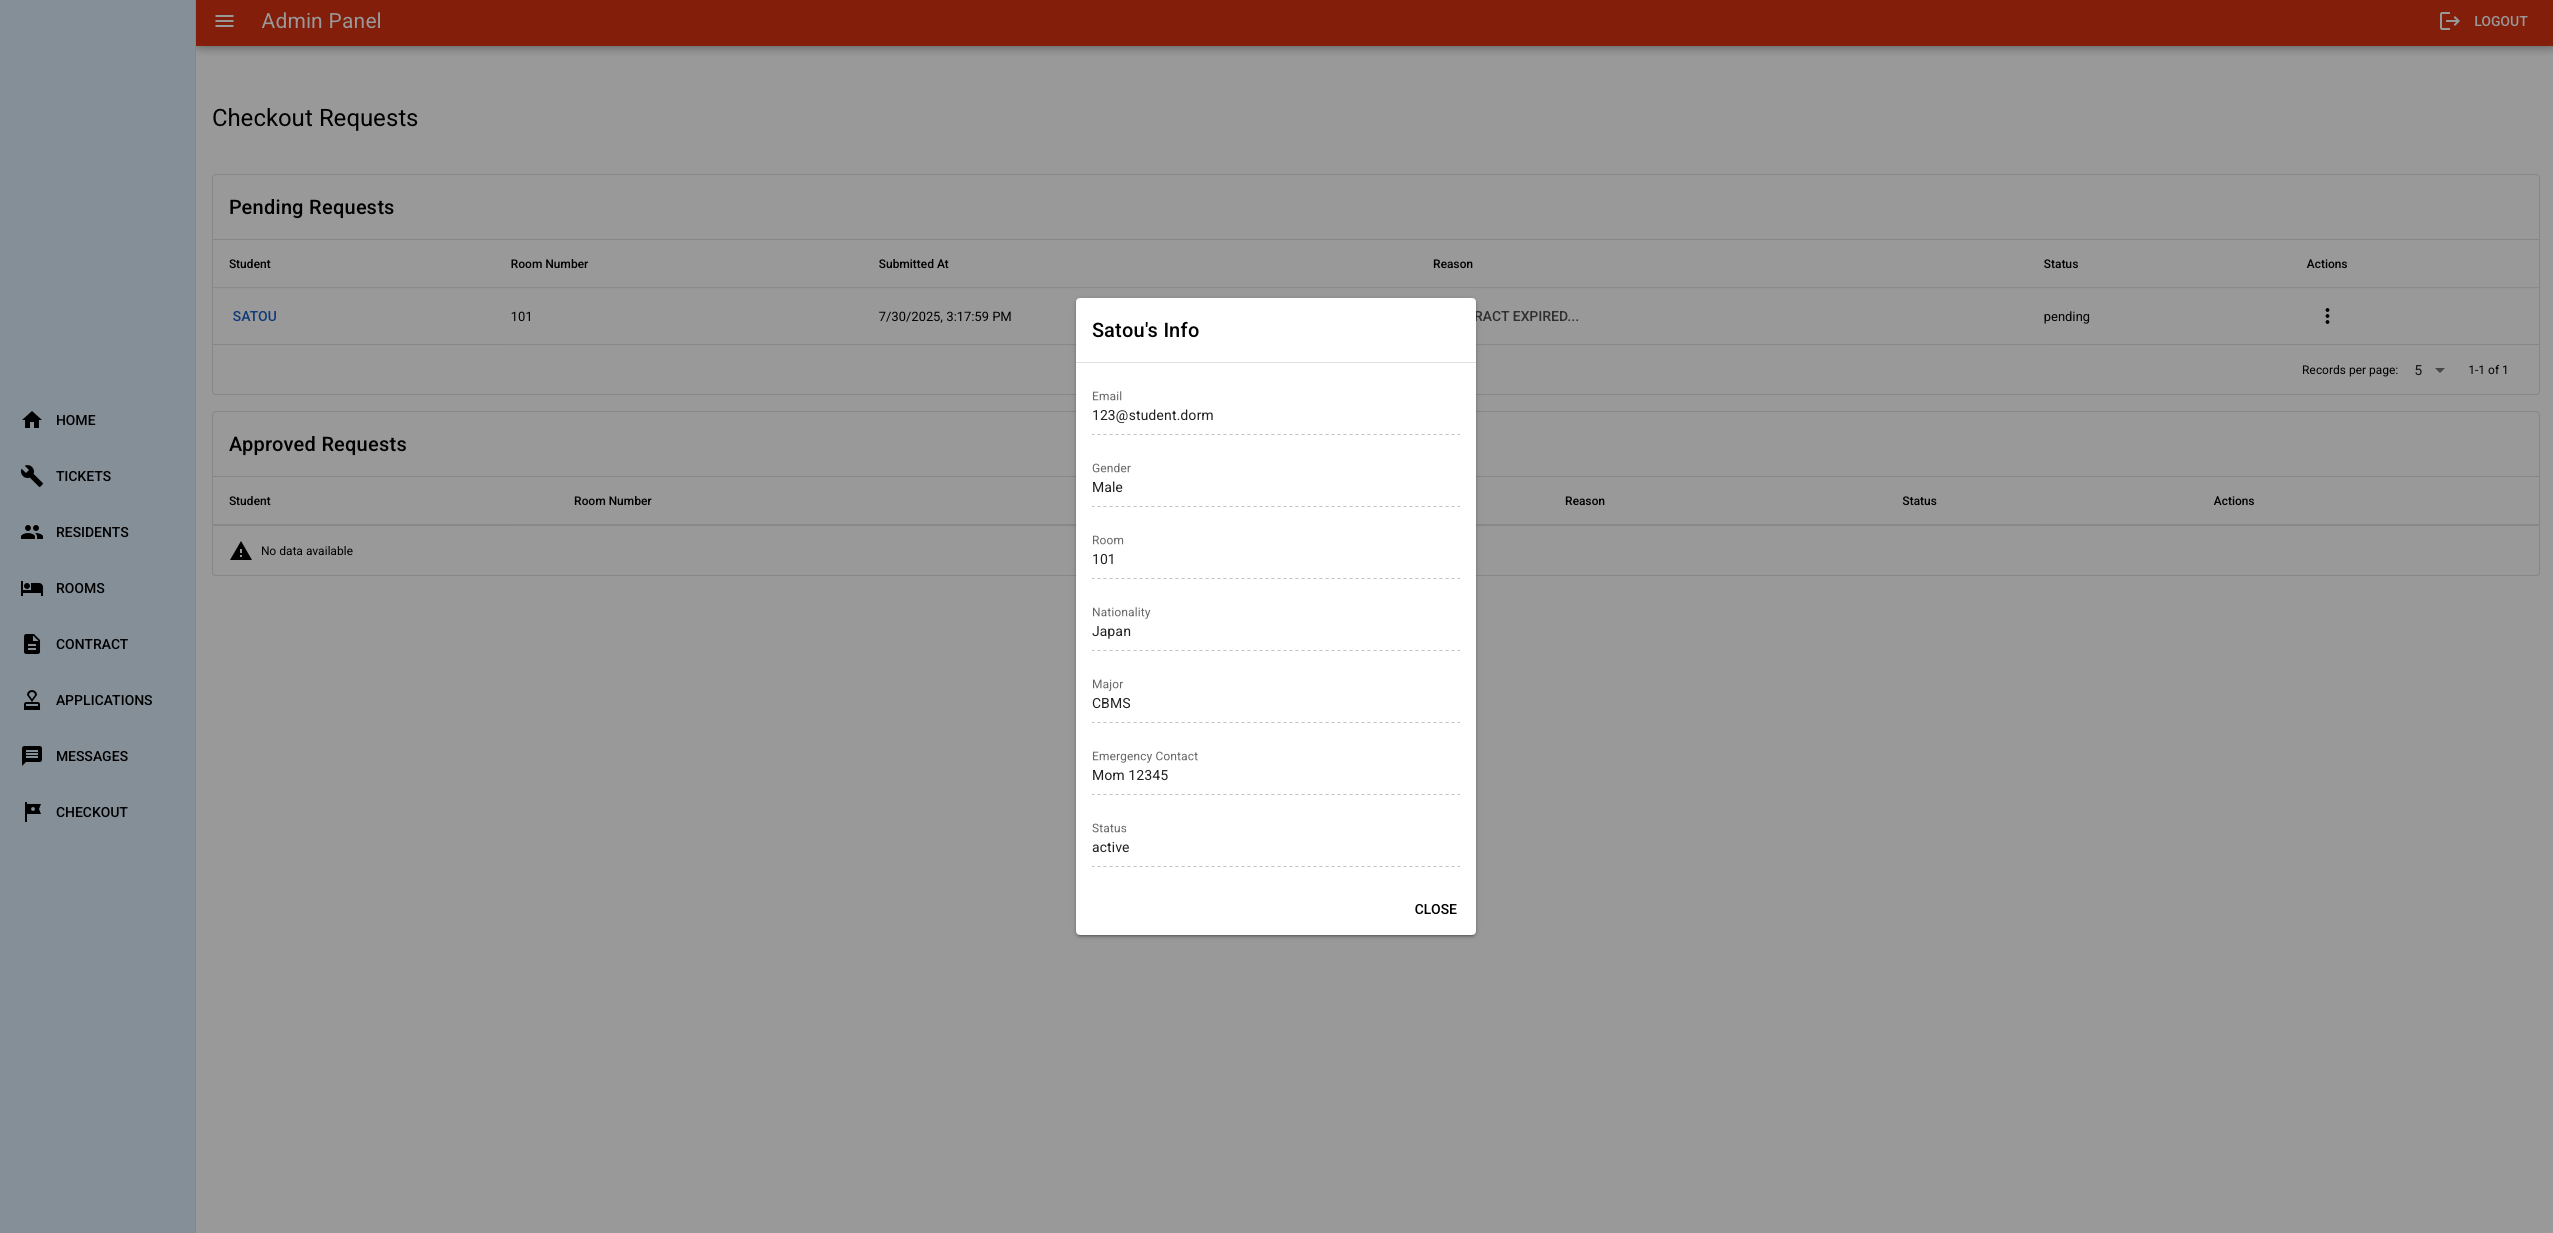 Admin Panel
LOGOUT
HOME
TICKETS
RESIDENTS
ROOMS
CONTRACT
APPLICATIONS
MESSAGES
CHECKOUT
Checkout Requests
Pending Requests
Student Room Number Submitted At Reason Status Actions
SATOU 101 7/30/2025, 3:17:59 PM EXPIRED... pending
Records per page: 5 1-1 of 1
Approved Requests
Student Room Number Reason Status Actions
No data available
Satou's Info
Email
123@student.dorm
Gender
Male
Room
101
Nationality
Japan
Major
CBMS
Emergency Contact
Mom 12345
Status
active
CLOSE